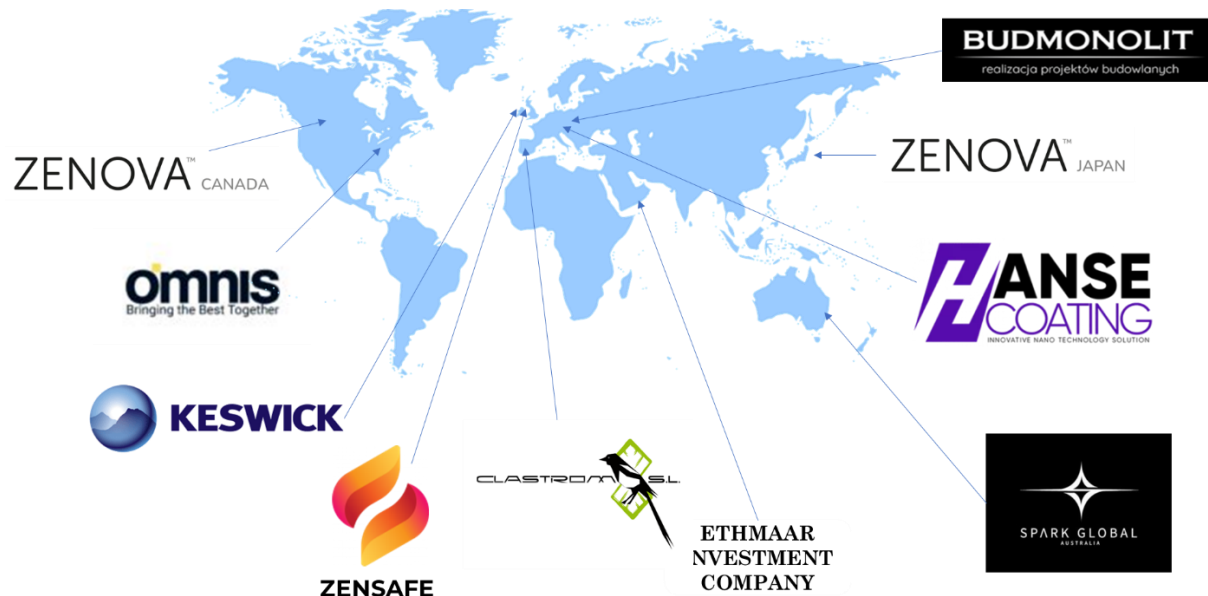 BUDMONOLIT
realizacja projektów budowlanych
ZENOVA™ CANADA
ZENOVA™ JAPAN
omnis
Bringing the Best Together
HANSE
COATING
INNOVATIVE NANO TECHNOLOGY SOLUTION
KESWICK
ZENSAFE
CLASTROM S.L.
ETHMAAR
NVESTMENT
COMPANY
SPARK GLOBAL
AUSTRALIA